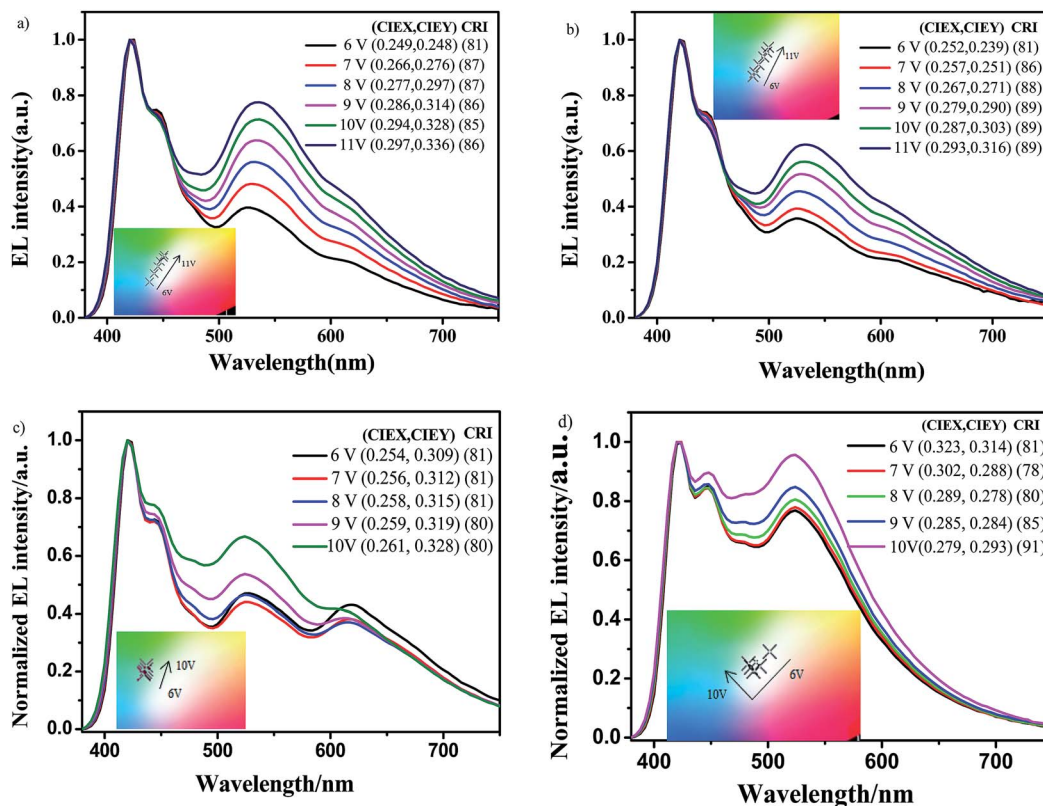 a)
(CIEX,CIEY) CRI
6 V (0.249,0.248) (81)
7 V (0.266,0.276) (87)
8 V (0.277,0.297) (87)
9 V (0.286,0.314) (86)
10V (0.294,0.328) (85)
11V (0.297,0.336) (86)
EL intensity(a.u.)
1.0
0.8
0.6
0.4
0.2
0.0
11V
6V
400
500
600
700
Wavelength(nm)
b)
(CIEX,CIEY) CRI
6 V (0.252,0.239) (81)
7 V (0.257,0.251) (86)
8 V (0.267,0.271) (88)
9 V (0.279,0.290) (89)
10V (0.287,0.303) (89)
11V (0.293,0.316) (89)
EL intensity(a.u.)
1.0
0.8
0.6
0.4
0.2
0.0
11V
6V
400
500
600
700
Wavelength(nm)
c)
(CIEX,CIEY) CRI
6 V (0.254, 0.309) (81)
7 V (0.256, 0.312) (81)
8 V (0.258, 0.315) (81)
9 V (0.259, 0.319) (80)
10V (0.261, 0.328) (80)
Normalized EL intensity/a.u.
1.0
0.8
0.6
0.4
0.2
0.0
10V
6V
400
500
600
700
Wavelength/nm
d)
(CIEX,CIEY) CRI
6 V (0.323, 0.314) (81)
7 V (0.302, 0.288) (78)
8 V (0.289, 0.278) (80)
9 V (0.285, 0.284) (85)
10V(0.279, 0.293) (91)
Normalized EL intensity/a.u.
1.0
0.8
0.6
0.4
0.2
0.0
10V
6V
400
500
600
700
Wavelength/nm